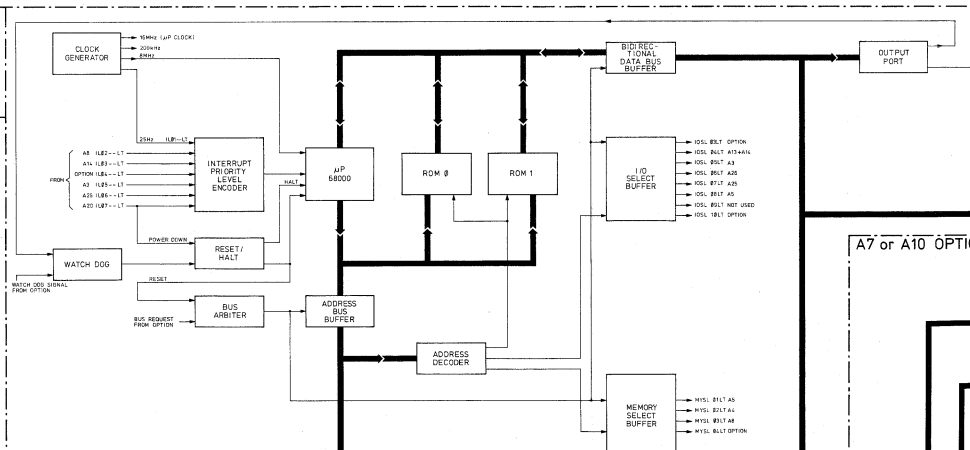 CLOCK
GENERATOR
16MHz (µP CLOCK)
200kHz
8MHz
BIDIREC-
TIONAL
DATA BUS
BUFFER
OUTPUT
PORT
25Hz IL01--LT
A8 IL02--LT
A14 IL03--LT
OPTION IL04--LT
A3 IL05--LT
A25 IL06--LT
A20 IL07--LT
FROM
INTERRUPT
PRIORITY
LEVEL
ENCODER
µP
68000
HALT
ROM 0
ROM 1
I/O
SELECT
BUFFER
IOSL 03LT OPTION
IOSL 04LT A13+A14
IOSL 05LT A3
IOSL 06LT A26
IOSL 07LT A25
IOSL 08LT A5
IOSL 09LT NOT USED
IOSL 10LT OPTION
POWER DOWN
RESET/
HALT
WATCH DOG
WATCH DOG SIGNAL
FROM OPTION
RESET
BUS
ARBITER
BUS REQUEST
FROM OPTION
ADDRESS
BUS
BUFFER
ADDRESS
DECODER
MEMORY
SELECT
BUFFER
MYSL 01LT A5
MYSL 02LT A4
MYSL 03LT A8
MYSL 04LT OPTION
A7 or A10 OPTI